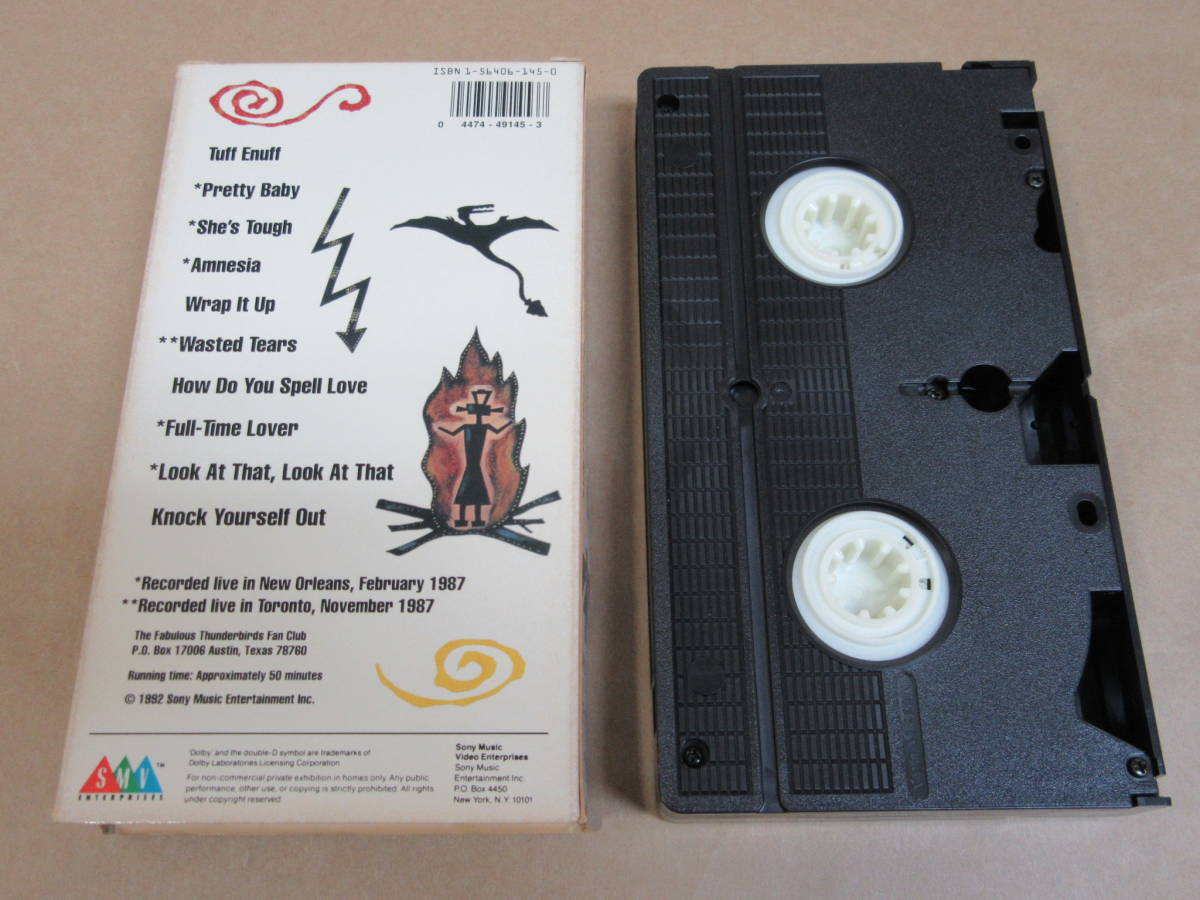 ISBN 1-56406-145-0
0 4474-49145-3
Tuff Enuff
*Pretty Baby
*She's Tough
*Amnesia
Wrap It Up
**Wasted Tears
How Do You Spell Love
*Full-Time Lover
*Look At That, Look At That
Knock Yourself Out
*Recorded live in New Orleans, February 1987
**Recorded live in Toronto, November 1987
The Fabulous Thunderbirds Fan Club
P.O. Box 17006 Austin, Texas 78760
Running time: Approximately 50 minutes
© 1992 Sony Music Entertainment Inc.
SMV™
ENTERPRISES
'Dolby' and the double-D symbol are trademarks of
Dolby Laboratories Licensing Corporation.
For non-commercial private exhibition in homes only. Any public
performance, other use, or copying is strictly prohibited. All rights
under copyright reserved.
Sony Music
Video Enterprises
Sony Music
Entertainment Inc.
P.O. Box 4450
New York, N.Y. 10101